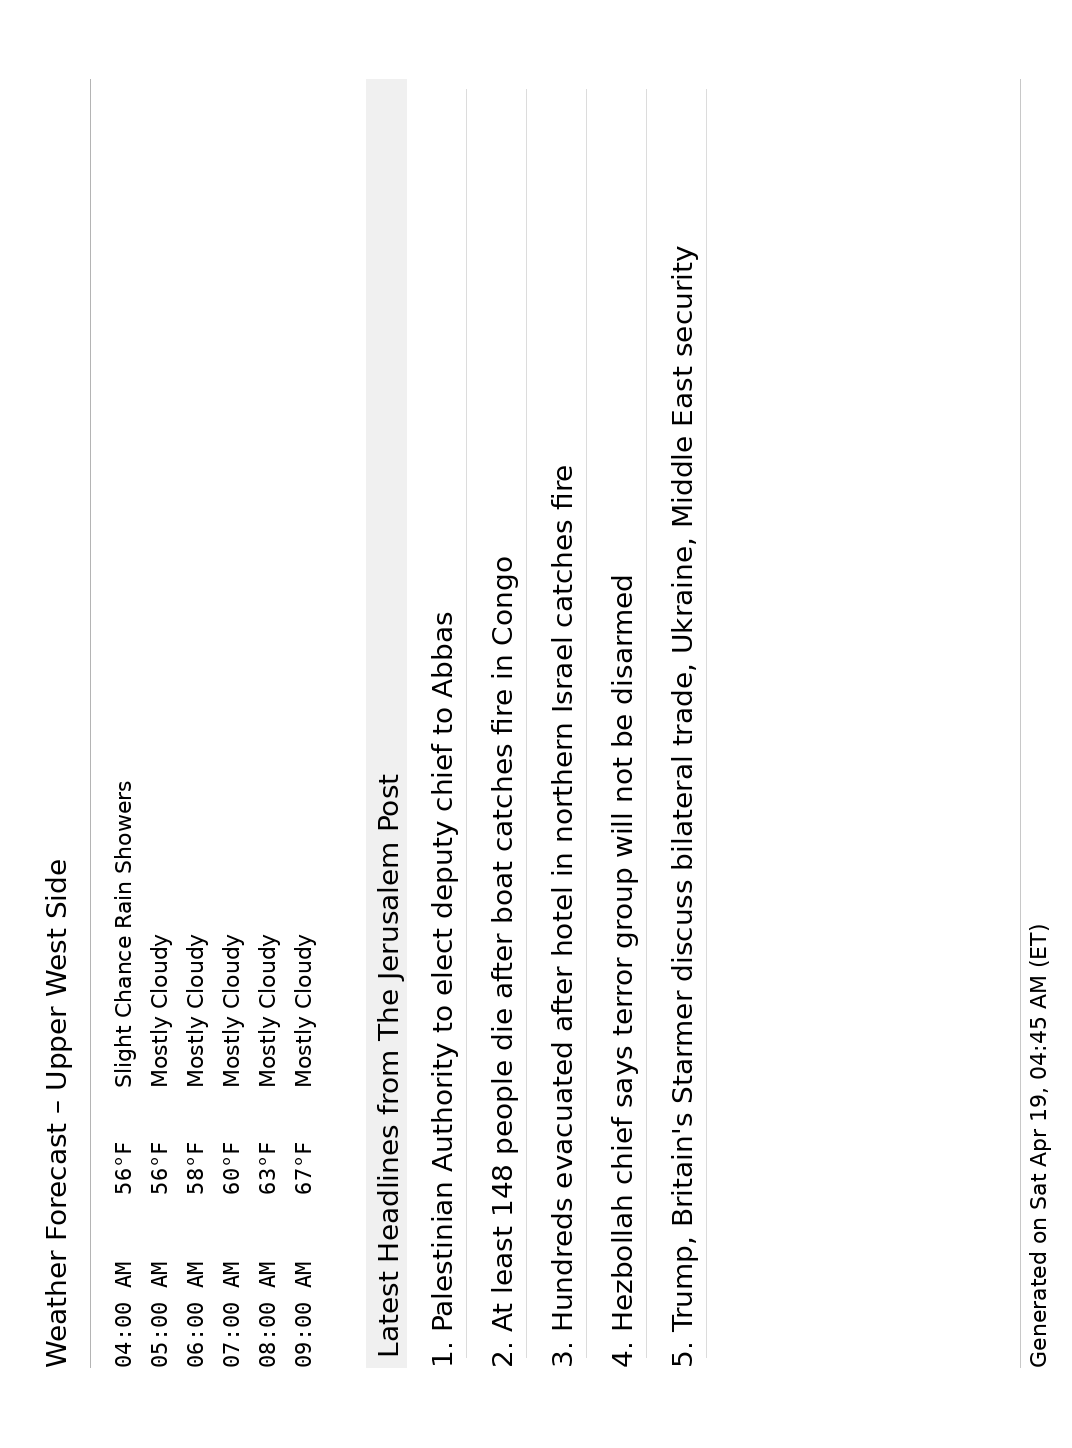 Weather Forecast – Upper West Side
04:00 AM 56°F Slight Chance Rain Showers
05:00 AM 56°F Mostly Cloudy
06:00 AM 58°F Mostly Cloudy
07:00 AM 60°F Mostly Cloudy
08:00 AM 63°F Mostly Cloudy
09:00 AM 67°F Mostly Cloudy
Latest Headlines from The Jerusalem Post
1. Palestinian Authority to elect deputy chief to Abbas
2. At least 148 people die after boat catches fire in Congo
3. Hundreds evacuated after hotel in northern Israel catches fire
4. Hezbollah chief says terror group will not be disarmed
5. Trump, Britain's Starmer discuss bilateral trade, Ukraine, Middle East security
Generated on Sat Apr 19, 04:45 AM (ET)